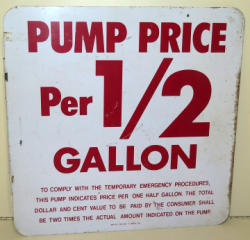 PUMP PRICE
Per 1/2
GALLON
TO COMPLY WITH THE TEMPORARY EMERGENCY PROCEDURES,
THIS PUMP INDICATES PRICE PER ONE HALF GALLON. THE TOTAL
DOLLAR AND CENT VALUE TO BE PAID BY THE CONSUMER SHALL
BE TWO TIMES THE ACTUAL AMOUNT INDICATED ON THE PUMP.